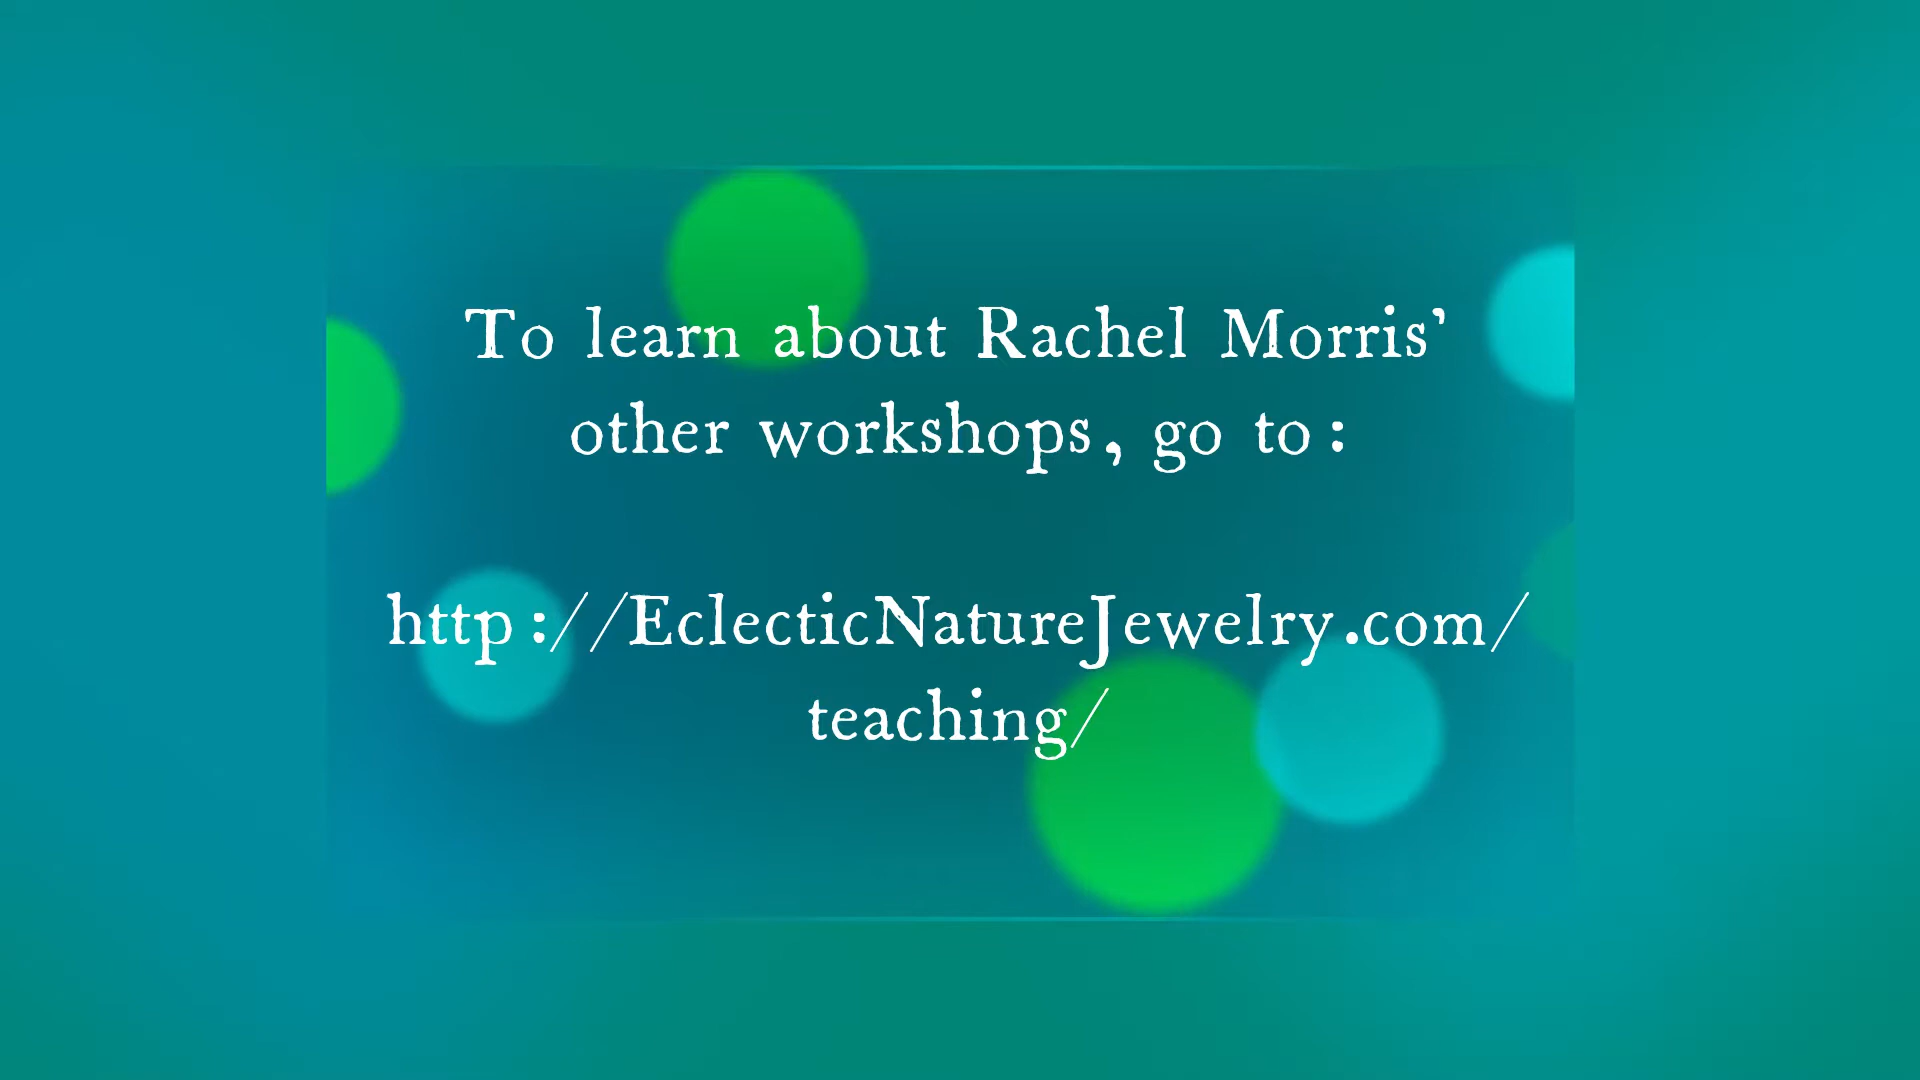 To learn about Rachel Morris’
other workshops, go to:
http://EclecticNatureJewelry.com/
teaching/